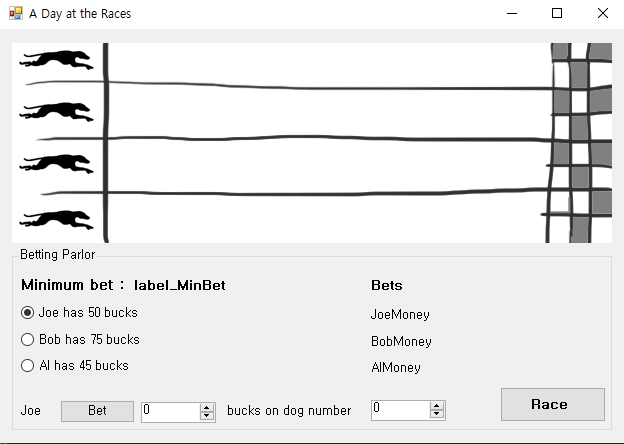 A Day at the Races
Betting Parlor
Minimum bet : label_MinBet
Bets
Joe has 50 bucks
JoeMoney
Bob has 75 bucks
BobMoney
Al has 45 bucks
AlMoney
Joe Bet 0 bucks on dog number 0
Race